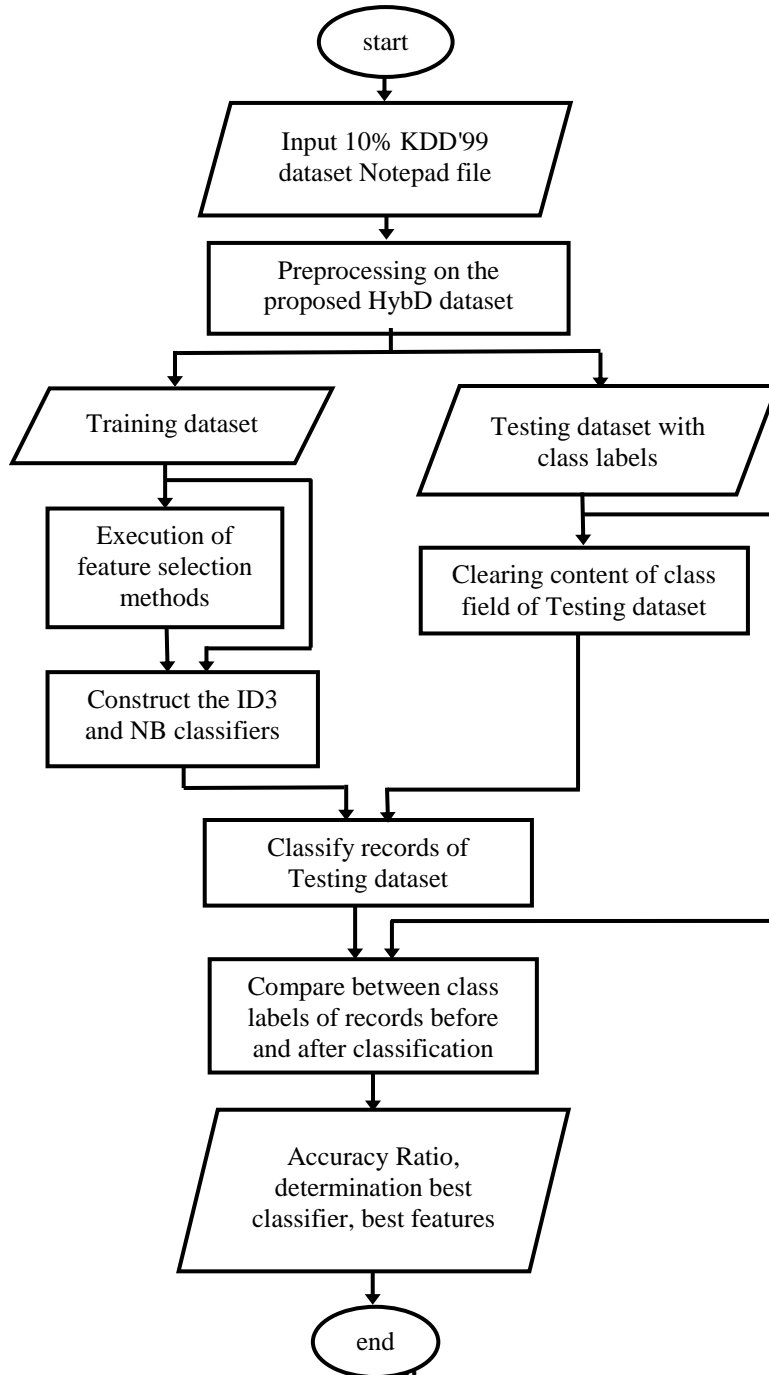 start
Input 10% KDD'99
dataset Notepad file
Preprocessing on the
proposed HybD dataset
Training dataset
Testing dataset with
class labels
Execution of
feature selection
methods
Clearing content of class
field of Testing dataset
Construct the ID3
and NB classifiers
Classify records of
Testing dataset
Compare between class
labels of records before
and after classification
Accuracy Ratio,
determination best
classifier, best features
end